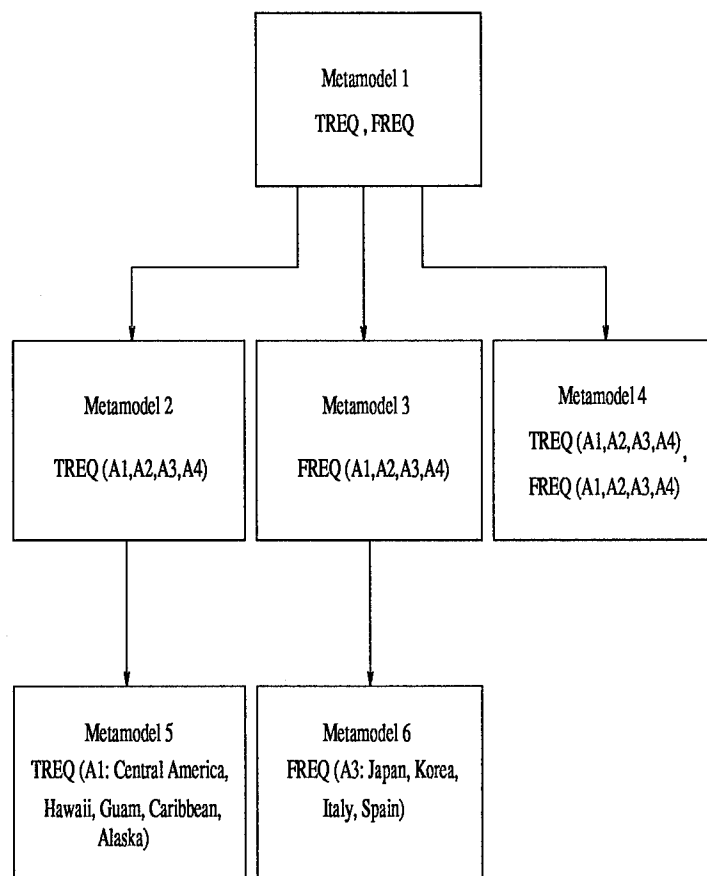 Metamodel 1
TREQ , FREQ
Metamodel 2
TREQ (A1,A2,A3,A4)
Metamodel 3
FREQ (A1,A2,A3,A4)
Metamodel 4
TREQ (A1,A2,A3,A4) ,
FREQ (A1,A2,A3,A4)
Metamodel 5
TREQ (A1: Central America,
Hawaii, Guam, Caribbean,
Alaska)
Metamodel 6
FREQ (A3: Japan, Korea,
Italy, Spain)